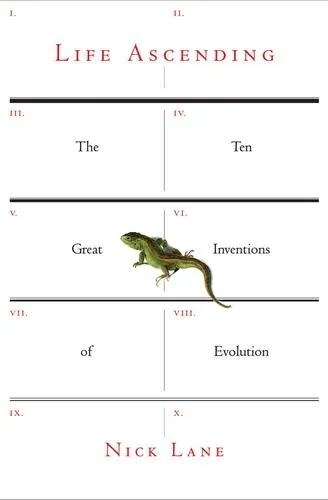 I. II.
LIFE ASCENDING
III. IV.
The Ten
V. VI.
Great Inventions
VII. VIII.
of Evolution
IX. X.
NICK LANE